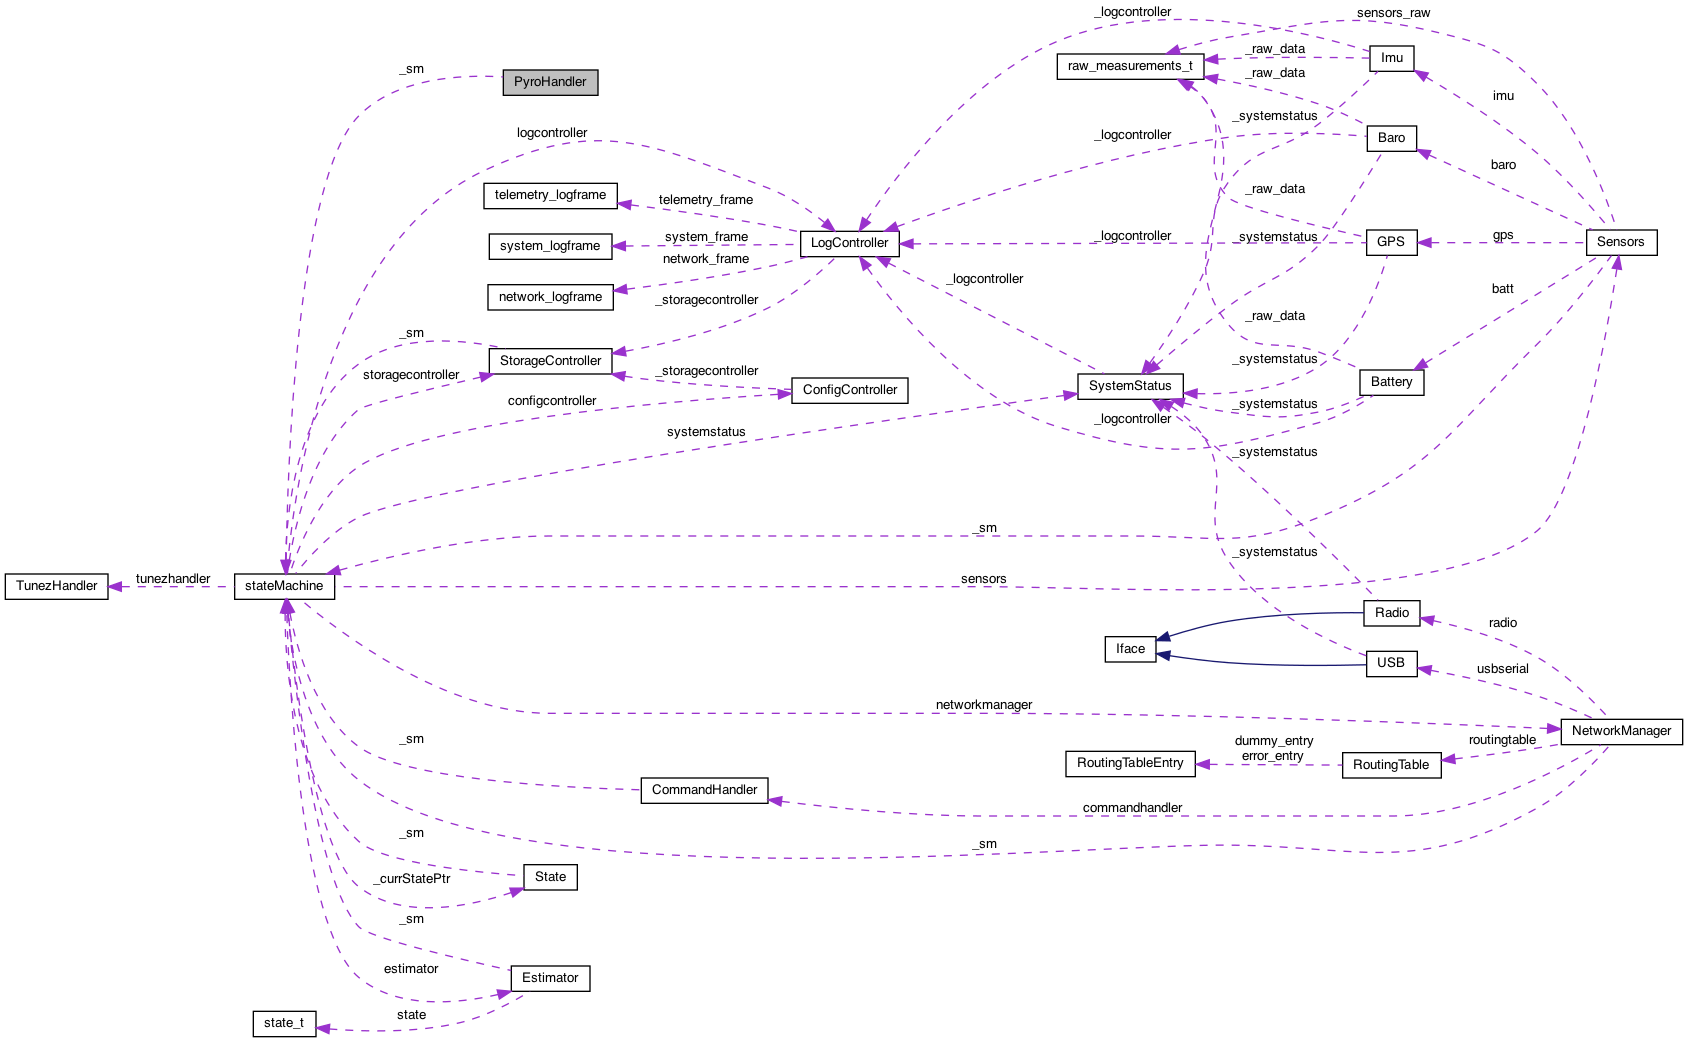 _logcontroller
sensors_raw
_raw_data
Imu
raw_measurements_t
_sm
_raw_data
PyroHandler
imu
_systemstatus
logcontroller
_logcontroller
Baro
baro
telemetry_logframe
telemetry_frame
_raw_data
system_frame
_logcontroller
_systemstatus
gps
system_logframe
LogController
GPS
Sensors
network_frame
_logcontroller
batt
network_logframe
_storagecontroller
_raw_data
_sm
StorageController
_systemstatus
storagecontroller
_storagecontroller
ConfigController
SystemStatus
Battery
configcontroller
_systemstatus
systemstatus
_logcontroller
_systemstatus
_sm
_systemstatus
TunezHandler
tunezhandler
stateMachine
sensors
Radio
radio
Iface
USB
usbserial
networkmanager
NetworkManager
_sm
dummy_entry
error_entry
routingtable
RoutingTableEntry
RoutingTable
CommandHandler
commandhandler
_sm
_sm
State
_currStatePtr
_sm
estimator
Estimator
state
state_t